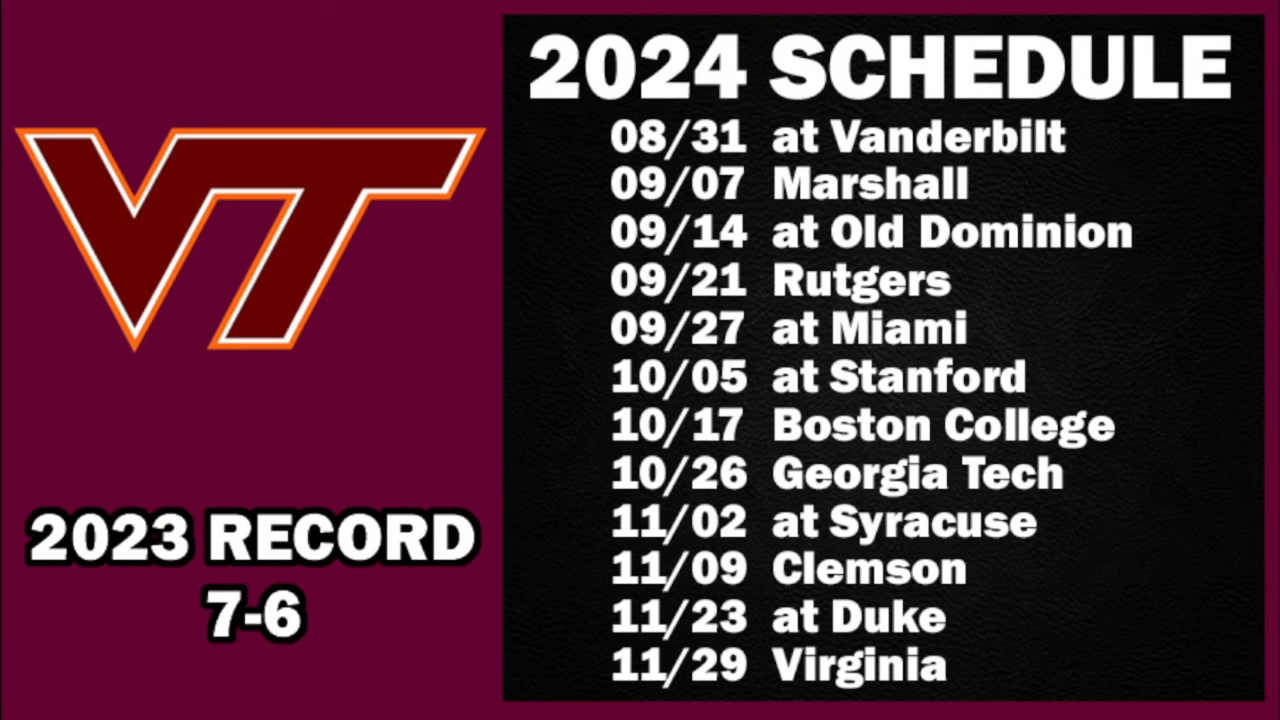 VT
2023 RECORD
7-6
2024 SCHEDULE
08/31 at Vanderbilt
09/07 Marshall
09/14 at Old Dominion
09/21 Rutgers
09/27 at Miami
10/05 at Stanford
10/17 Boston College
10/26 Georgia Tech
11/02 at Syracuse
11/09 Clemson
11/23 at Duke
11/29 Virginia